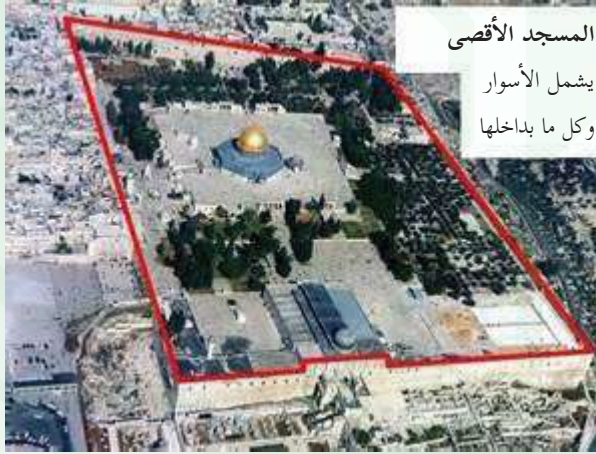 المسجد الأقصى
يشمل الأسوار
وكل ما بداخلها